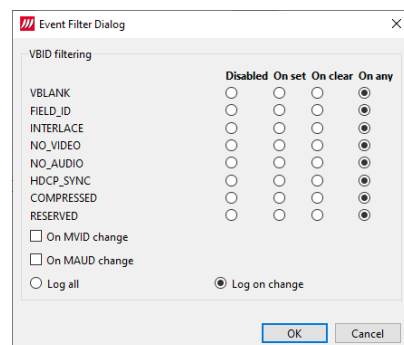 Event Filter Dialog
VBID filtering
Disabled On set On clear On any
VBLANK
FIELD_ID
INTERLACE
NO_VIDEO
NO_AUDIO
HDCP_SYNC
COMPRESSED
RESERVED
On MVID change
On MAUD change
Log all Log on change
OK Cancel